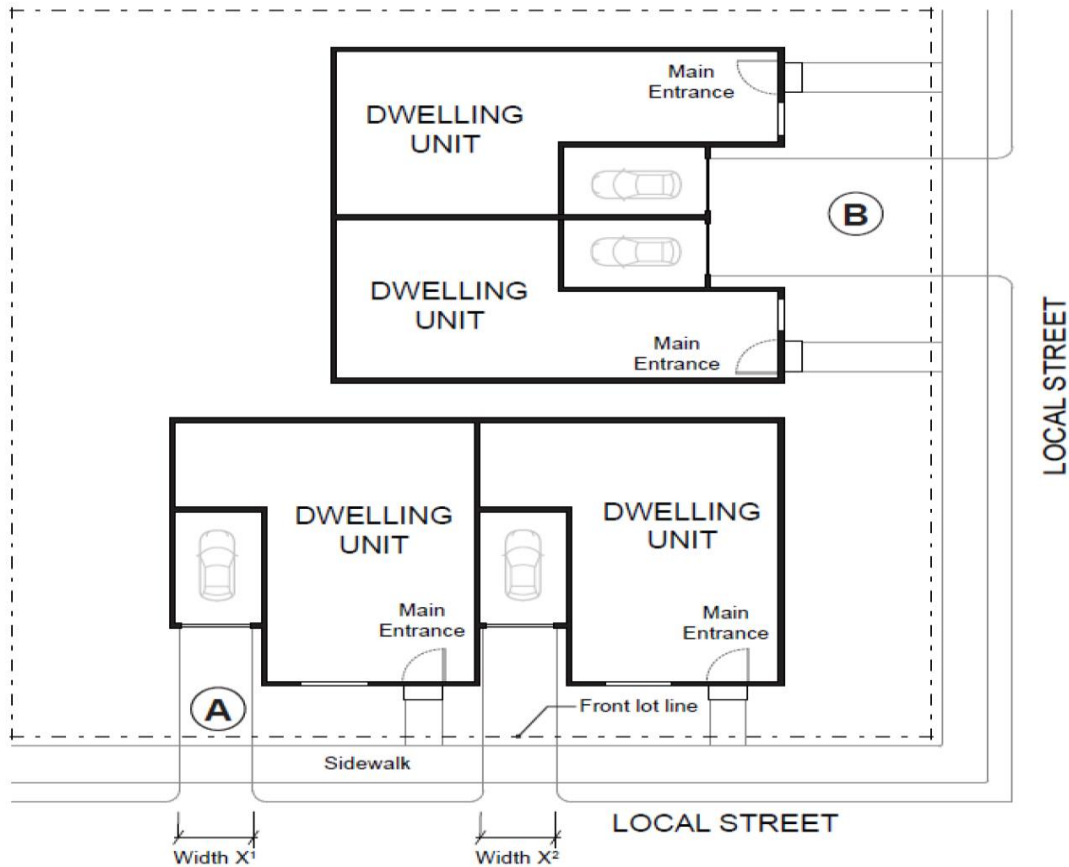 Main
Entrance
DWELLING
UNIT
B
DWELLING
UNIT
Main
Entrance
LOCAL STREET
DWELLING
UNIT
DWELLING
UNIT
Main
Entrance
Main
Entrance
A
Front lot line
Sidewalk
LOCAL STREET
Width X¹
Width X²